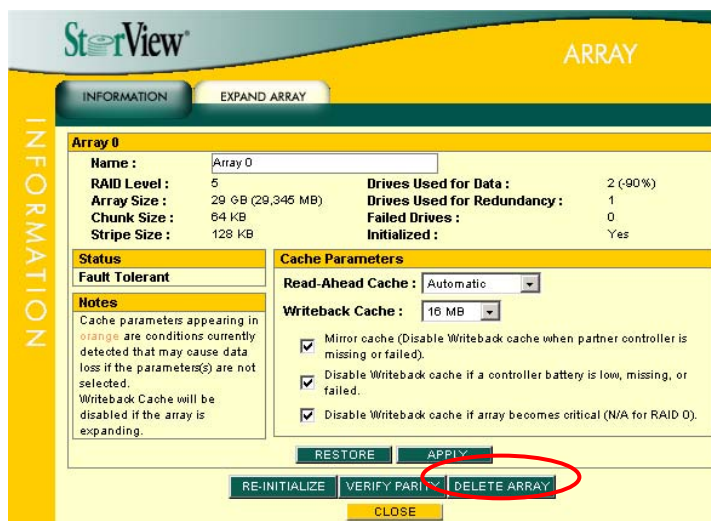 StorView®
ARRAY
INFORMATION
EXPAND ARRAY
INFORMATION
Array 0
Name : Array 0
RAID Level : 5 Drives Used for Data : 2 (-90%)
Array Size : 29 GB (29,345 MB) Drives Used for Redundancy : 1
Chunk Size : 64 KB Failed Drives : 0
Stripe Size : 128 KB Initialized : Yes
Status
Fault Tolerant
Notes
Cache parameters appearing in
orange are conditions currently
detected that may cause data
loss if the parameters(s) are not
selected.
Writeback Cache will be
disabled if the array is
expanding.
Cache Parameters
Read-Ahead Cache : Automatic
Writeback Cache : 16 MB
Mirror cache (Disable Writeback cache when partner controller is
missing or failed).
Disable Writeback cache if a controller battery is low, missing, or
failed.
Disable Writeback cache if array becomes critical (N/A for RAID 0).
RESTORE APPLY
RE-INITIALIZE VERIFY PARITY DELETE ARRAY
CLOSE